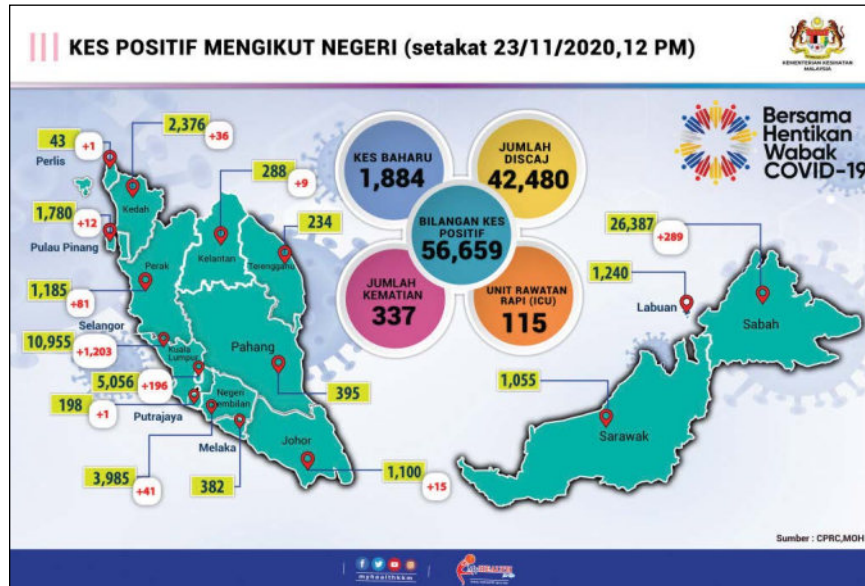 KES POSITIF MENGIKUT NEGERI (setakat 23/11/2020,12 PM)
KEMENTERIAN KESIHATAN
MALAYSIA
Bersama
Hentikan
Wabak
COVID-19
KES BAHARU
1,884
JUMLAH
DISCAJ
42,480
BILANGAN KES
POSITIF
56,659
JUMLAH
KEMATIAN
337
UNIT RAWATAN
RAPI (ICU)
115
43
+1
Perlis
2,376
+36
Kedah
1,780
+12
Pulau Pinang
288
+9
Kelantan
234
Terengganu
1,185
+81
Perak
Selangor
10,955
+1,203
Kuala
Lumpur
5,056
+196
198
+1
Putrajaya
Negeri
Sembilan
3,985
+41
Melaka
382
Pahang
395
Johor
1,100
+15
26,387
+289
Sabah
1,240
Labuan
1,055
Sarawak
Sumber : CPRC,MOH
myhealthkkm
MyHEALTH